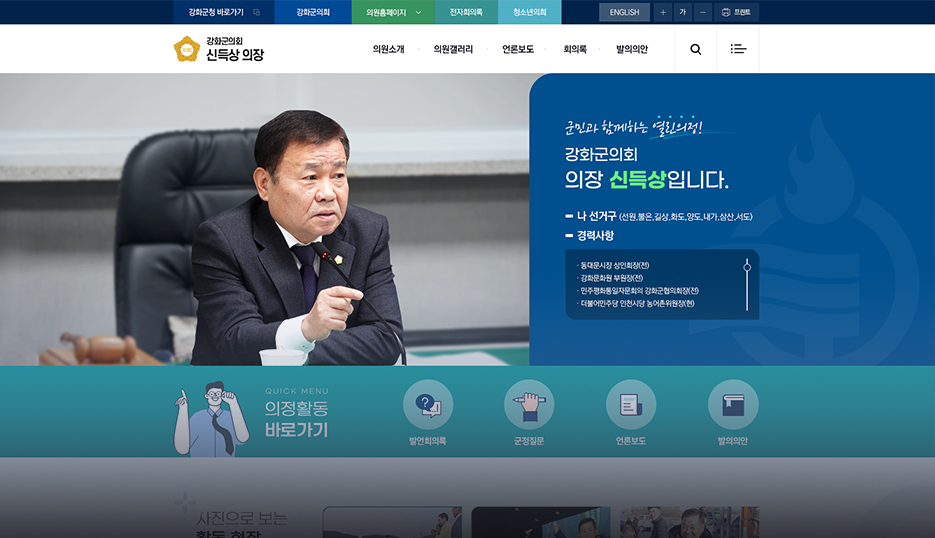 강화군청 바로가기
강화군의회
의원홈페이지
전자회의록
청소년의회
ENGLISH
+
가
−
프린트
의회
강화군의회
신득상 의장
의원소개
의원갤러리
언론보도
회의록
발의의안
군민과 함께하는 열린의정!
강화군의회
의장 신득상입니다.
나 선거구 (선원,불은,길상,화도,양도,내가,삼산,서도)
경력사항
· 동대문시장 상인회장(전)
· 강화문화원 부원장(전)
· 민주평화통일자문회의 강화군협의회장(전)
· 더불어민주당 인천시당 농어촌위원장(현)
QUICK MENU
의정활동
바로가기
발언회의록
군정질문
언론보도
발의의안
사진으로 보는
활동 현장